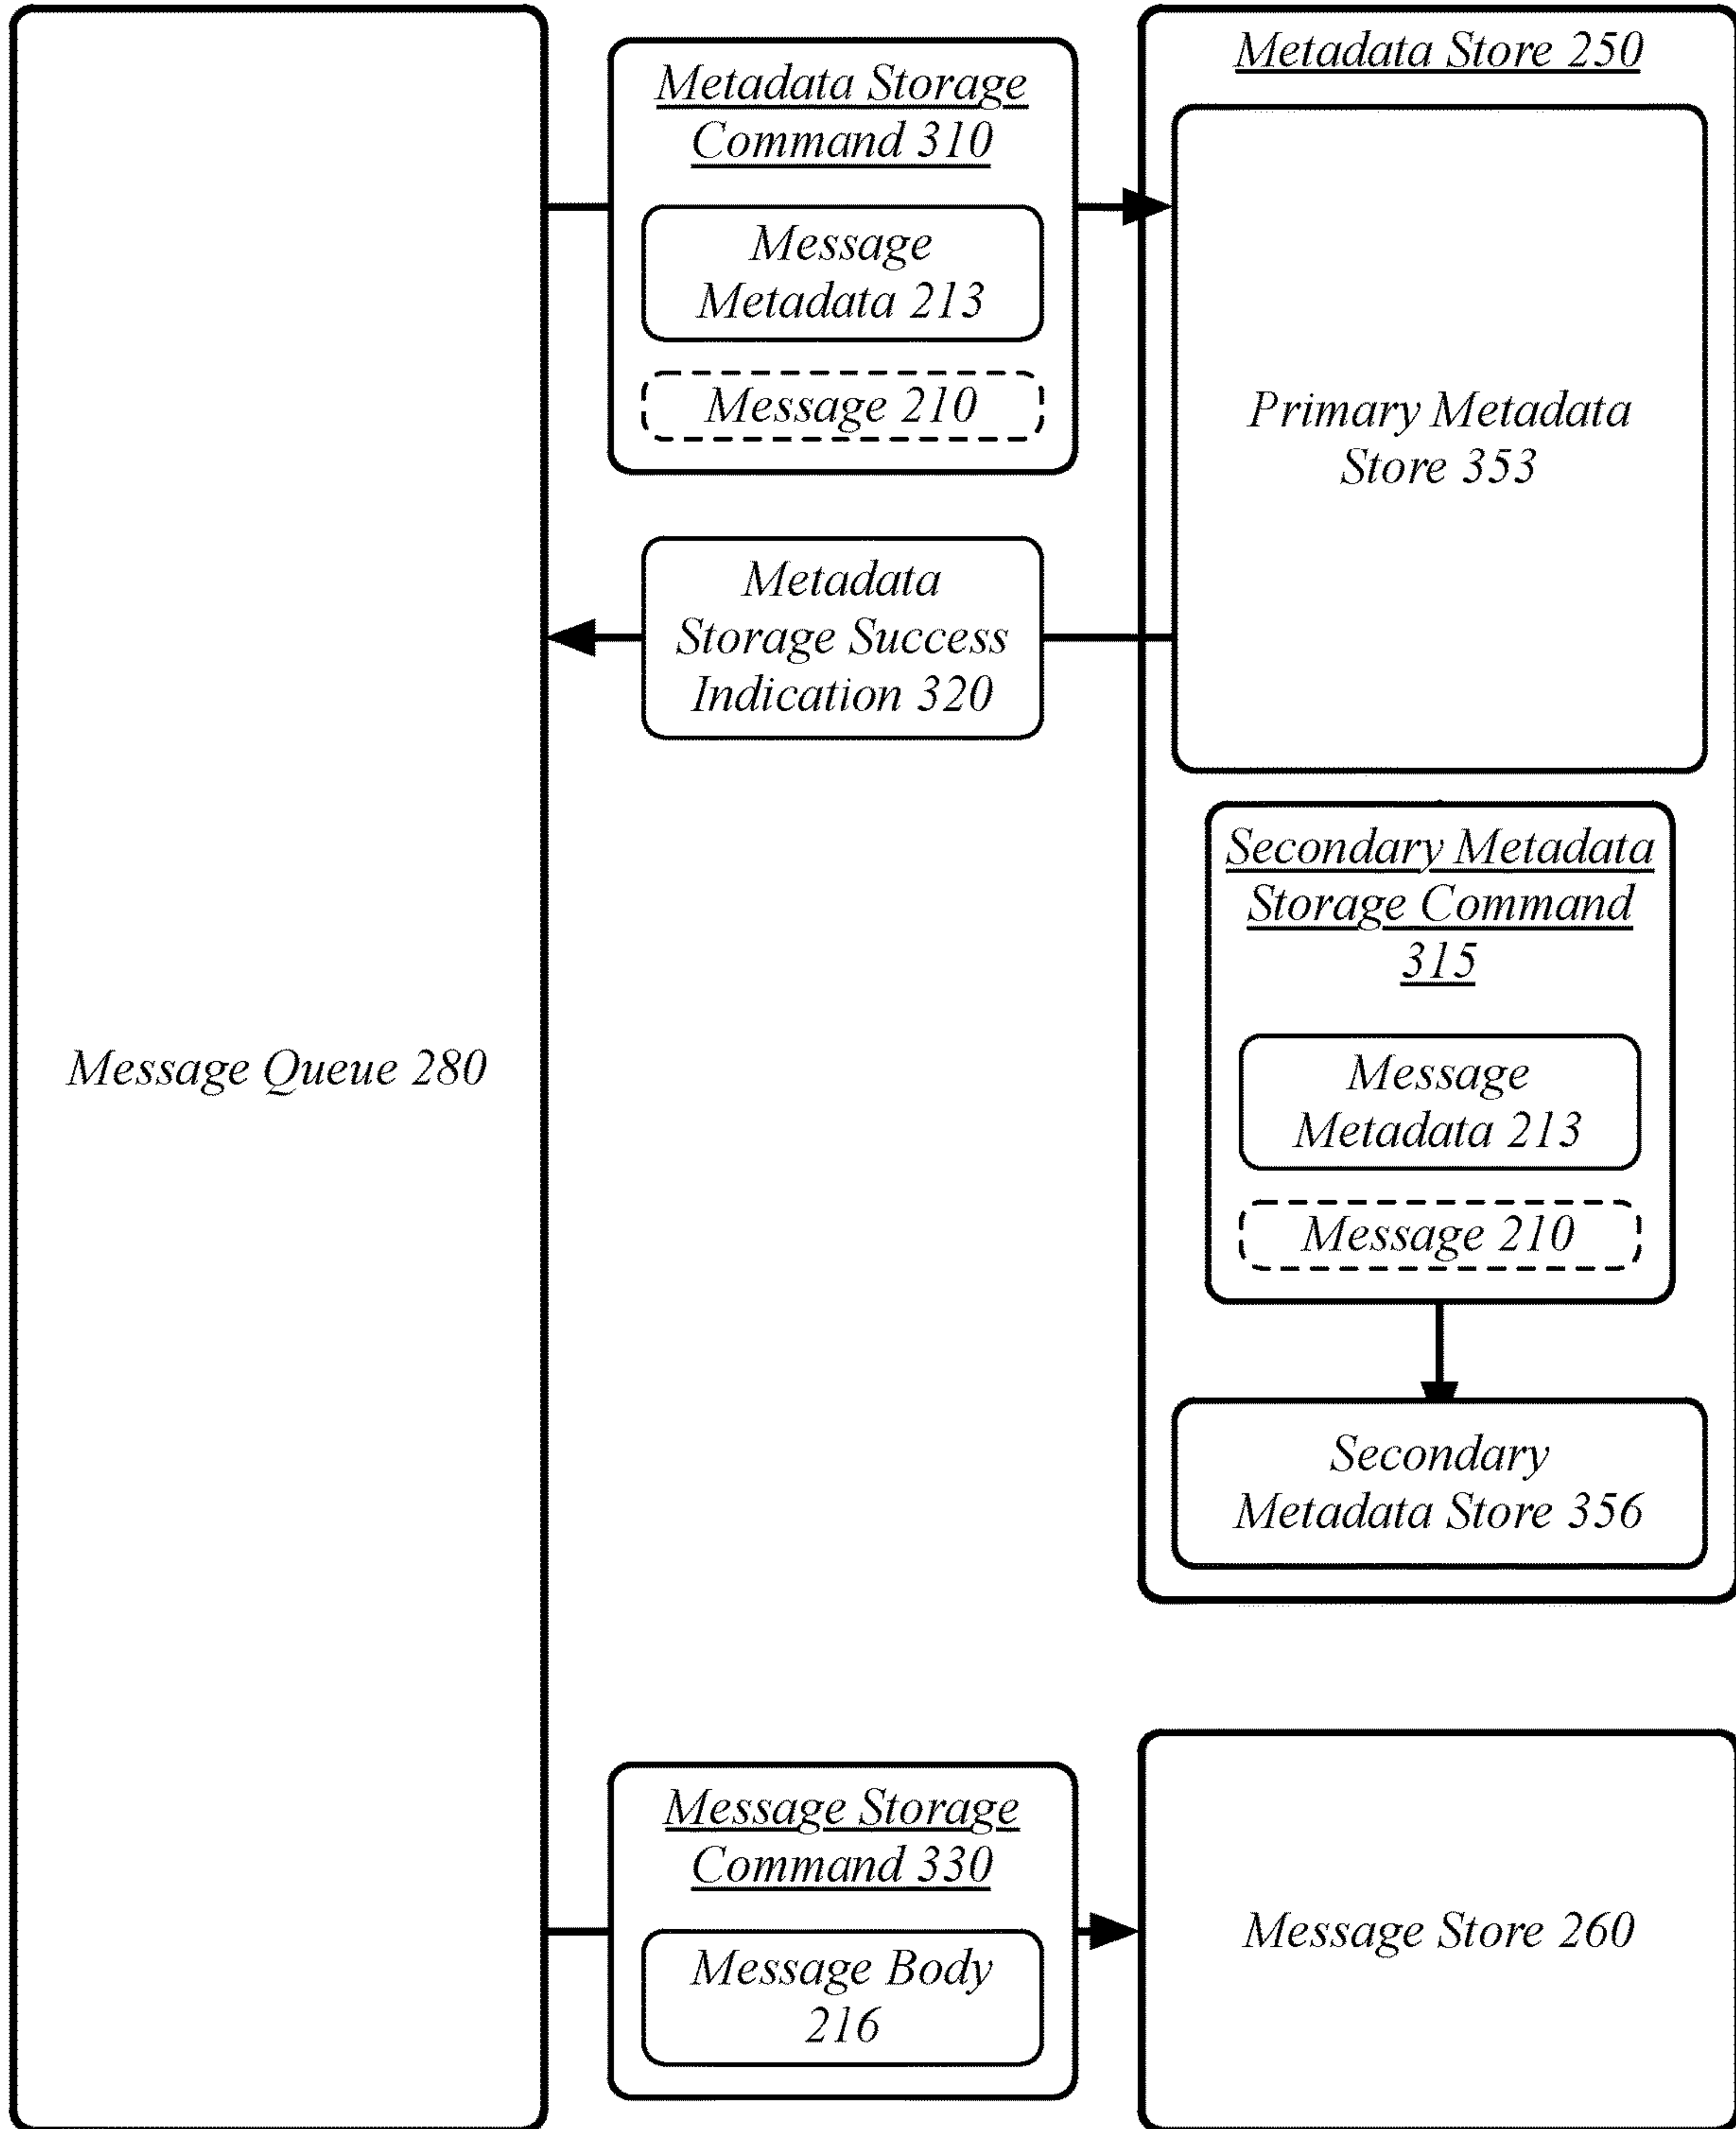 Metadata Store 250
Metadata Storage
Command 310
Message
Metadata 213
Message 210
Primary Metadata
Store 353
Metadata
Storage Success
Indication 320
Secondary Metadata
Storage Command
315
Message Queue 280
Message
Metadata 213
Message 210
Secondary
Metadata Store 356
Message Storage
Command 330
Message Body
216
Message Store 260